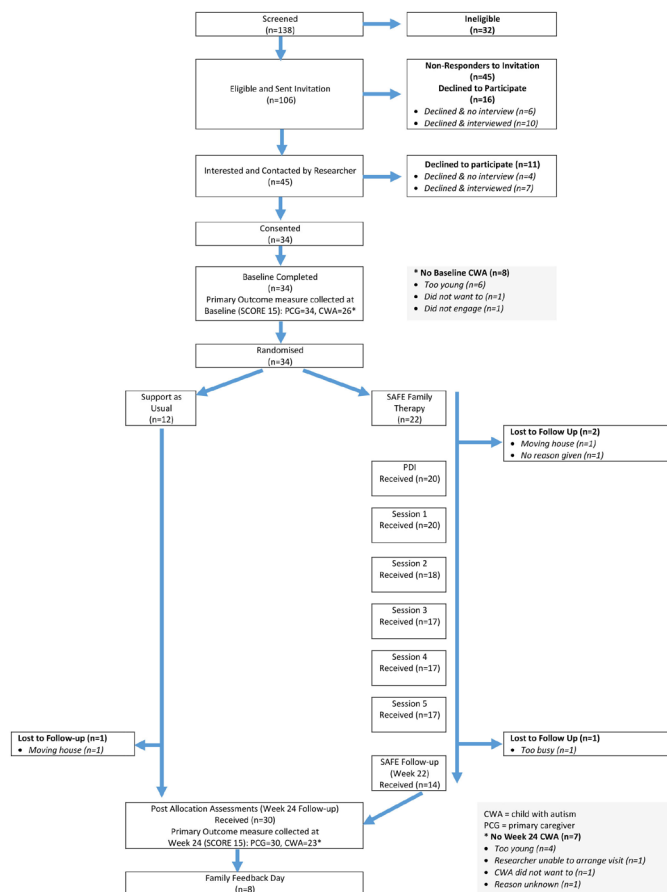 Screened
(n=138)
Ineligible
(n=32)
Eligible and Sent Invitation
(n=106)
Non-Responders to Invitation
(n=45)
Declined to Participate
(n=16)
• Declined & no interview (n=6)
• Declined & interviewed (n=10)
Interested and Contacted by Researcher
(n=45)
Declined to participate (n=11)
• Declined & no interview (n=4)
• Declined & interviewed (n=7)
Consented
(n=34)
Baseline Completed
(n=34)
Primary Outcome measure collected at
Baseline (SCORE 15): PCG=34, CWA=26*
* No Baseline CWA (n=8)
• Too young (n=6)
• Did not want to (n=1)
• Did not engage (n=1)
Randomised
(n=34)
Support as
Usual
(n=12)
SAFE Family
Therapy
(n=22)
Lost to Follow Up (n=2)
• Moving house (n=1)
• No reason given (n=1)
PDI
Received (n=20)
Session 1
Received (n=20)
Session 2
Received (n=18)
Session 3
Received (n=17)
Session 4
Received (n=17)
Session 5
Received (n=17)
Lost to Follow-up (n=1)
• Moving house (n=1)
Lost to Follow Up (n=1)
• Too busy (n=1)
SAFE Follow-up
(Week 22)
Received (n=14)
Post Allocation Assessments (Week 24 Follow-up)
Received (n=30)
Primary Outcome measure collected at
Week 24 (SCORE 15): PCG=30, CWA=23*
CWA = child with autism
PCG = primary caregiver
* No Week 24 CWA (n=7)
• Too young (n=4)
• Researcher unable to arrange visit (n=1)
• CWA did not want to (n=1)
• Reason unknown (n=1)
Family Feedback Day
(n=8)